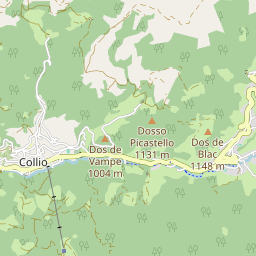 Dosso
Picastello
1131 m
Dos de
Blac
1148 m
Dos de
Vampe
1004 m
Collio